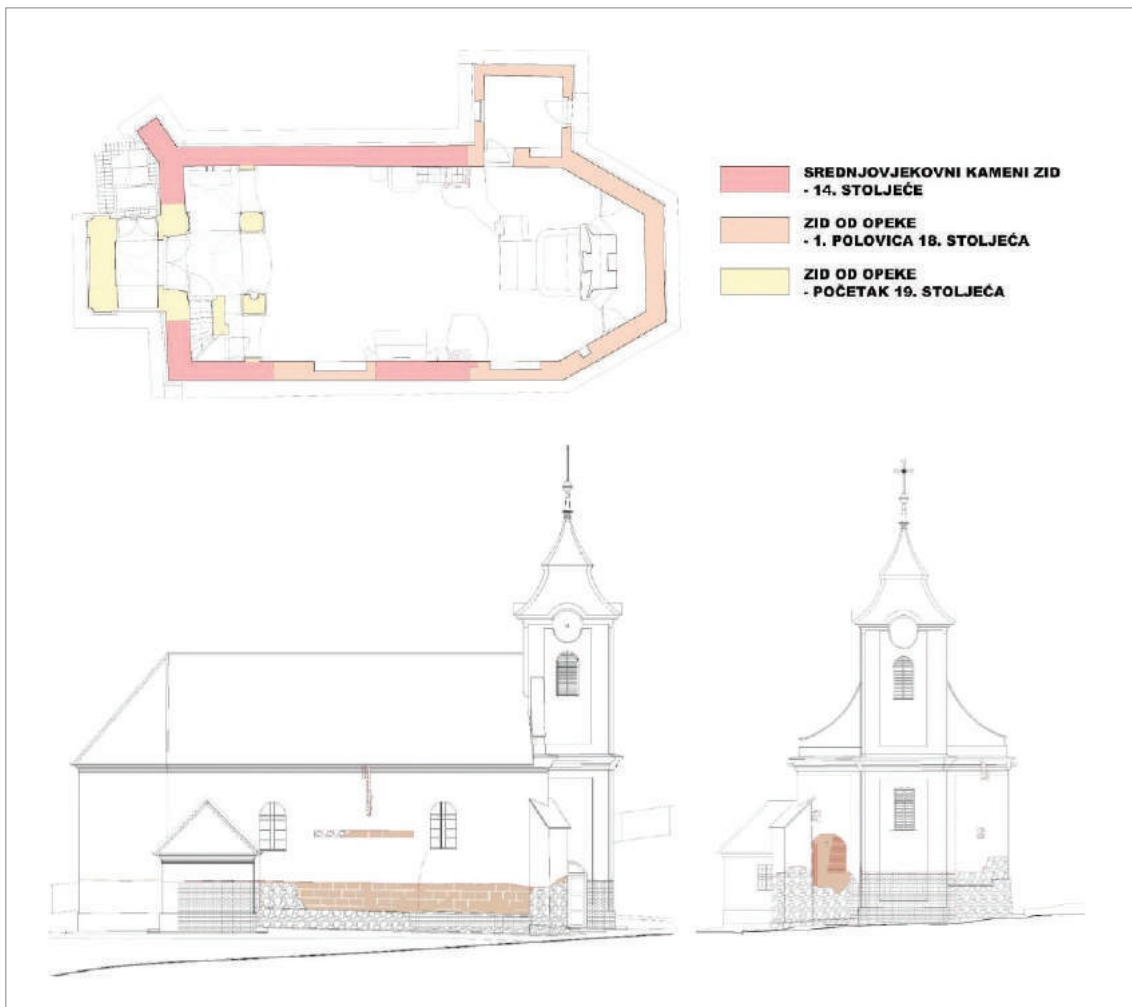 SREDNJOVJEKOVNI KAMENI ZID
- 14. STOLJEĆE
ZID OD OPEKE
- 1. POLOVICA 18. STOLJEĆA
ZID OD OPEKE
- POČETAK 19. STOLJEĆA